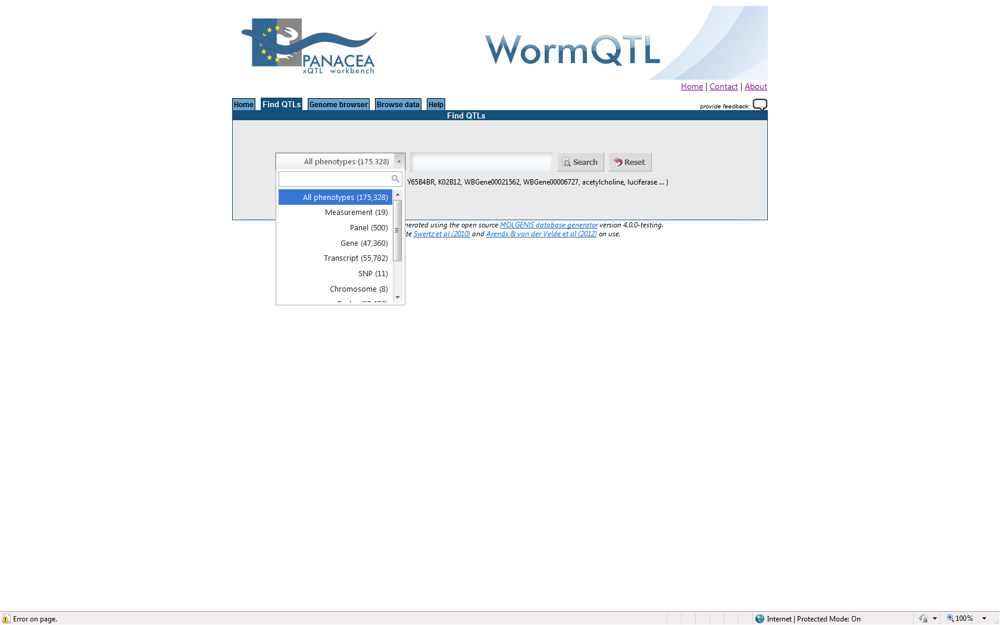 PANACEA
xQTL workbench
WormQTL
Home | Contact | About
Home
Find QTLs
Genome browser
Browse data
Help
provide feedback:
Find QTLs
All phenotypes (175,328)
Search
Reset
Y65B4BR, K02B12, WBGene00021562, WBGene00006727, acetylcholine, luciferase ... )
All phenotypes (175,328)
Measurement (19)
Panel (500)
Gene (47,360)
Transcript (55,782)
SNP (11)
Chromosome (8)
nerated using the open source MOLGENIS database generator version 4.0.0-testing.
ite Swertz et al (2010) and Arends & van der Velde et al (2012) on use.
Error on page.
Internet | Protected Mode: On
100%